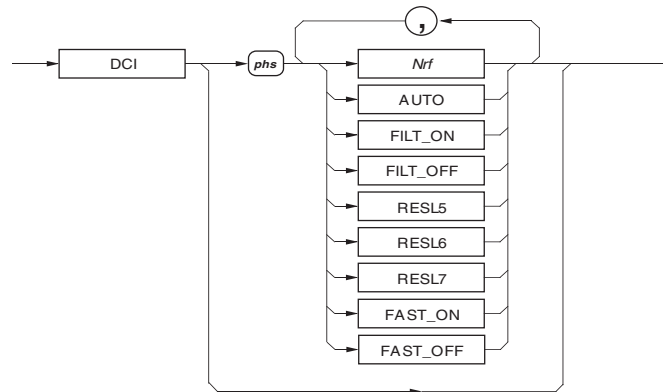 ,
DCI
phs
Nrf
AUTO
FILT_ON
FILT_OFF
RESL5
RESL6
RESL7
FAST_ON
FAST_OFF